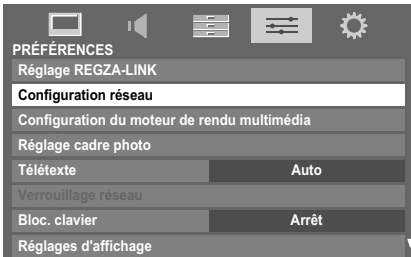 PRÉFÉRENCES
Réglage REGZA-LINK
Configuration réseau
Configuration du moteur de rendu multimédia
Réglage cadre photo
Télétexte Auto
Verrouillage réseau
Bloc. clavier Arrêt
Réglages d'affichage